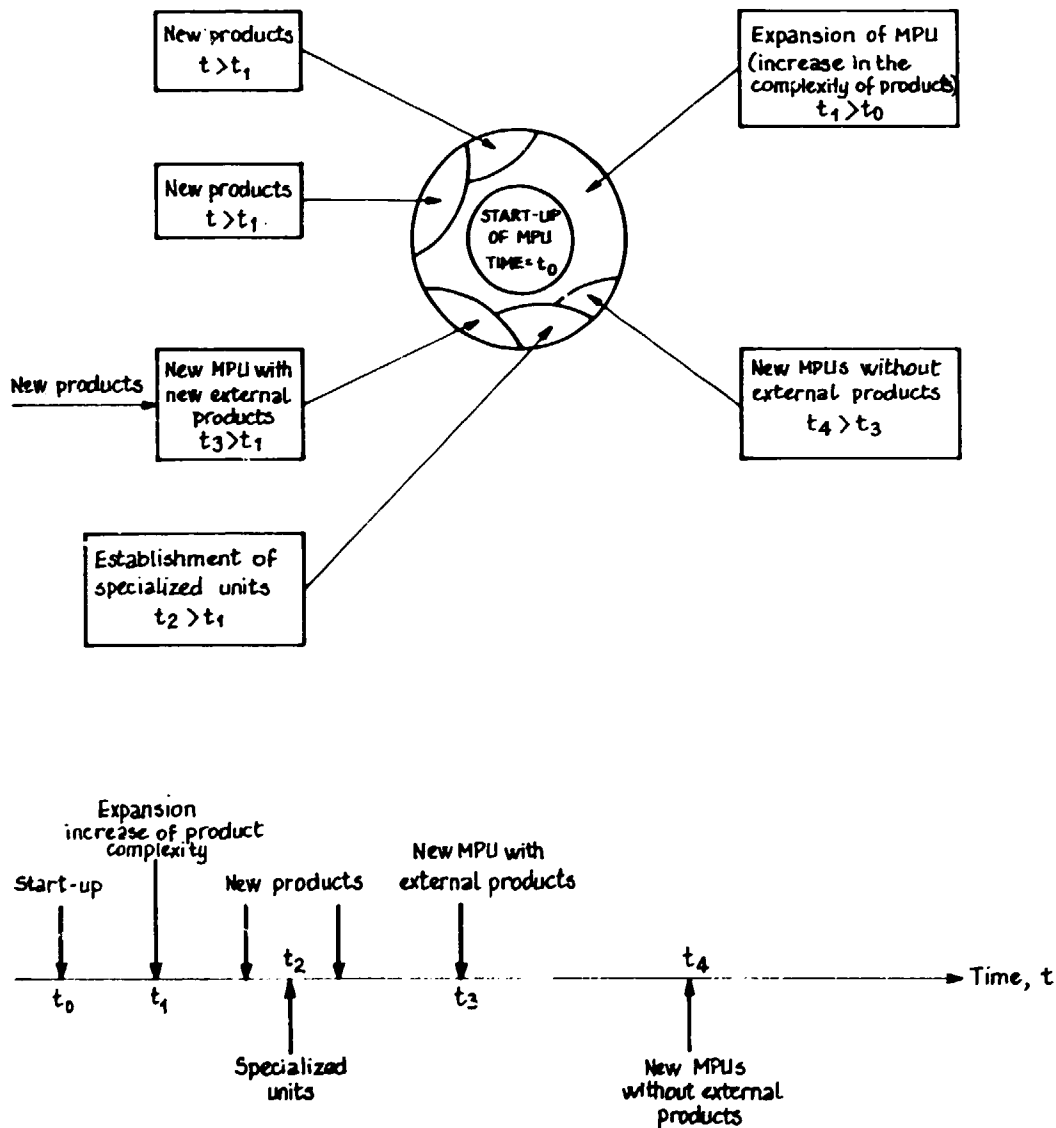 New products
t > t₁
Expansion of MPU
(increase in the
complexity of products)
t₁ > t₀
New products
t > t₁
START-UP
OF MPU
TIME = t₀
New products
New MPU with
new external
products
t₃ > t₁
New MPUs without
external products
t₄ > t₃
Establishment of
specialized units
t₂ > t₁
Expansion
increase of product
complexity
Start-up
New products
New MPU with
external products
t₀
t₁
t₂
t₃
t₄
Time, t
Specialized
units
New MPUs
without external
products